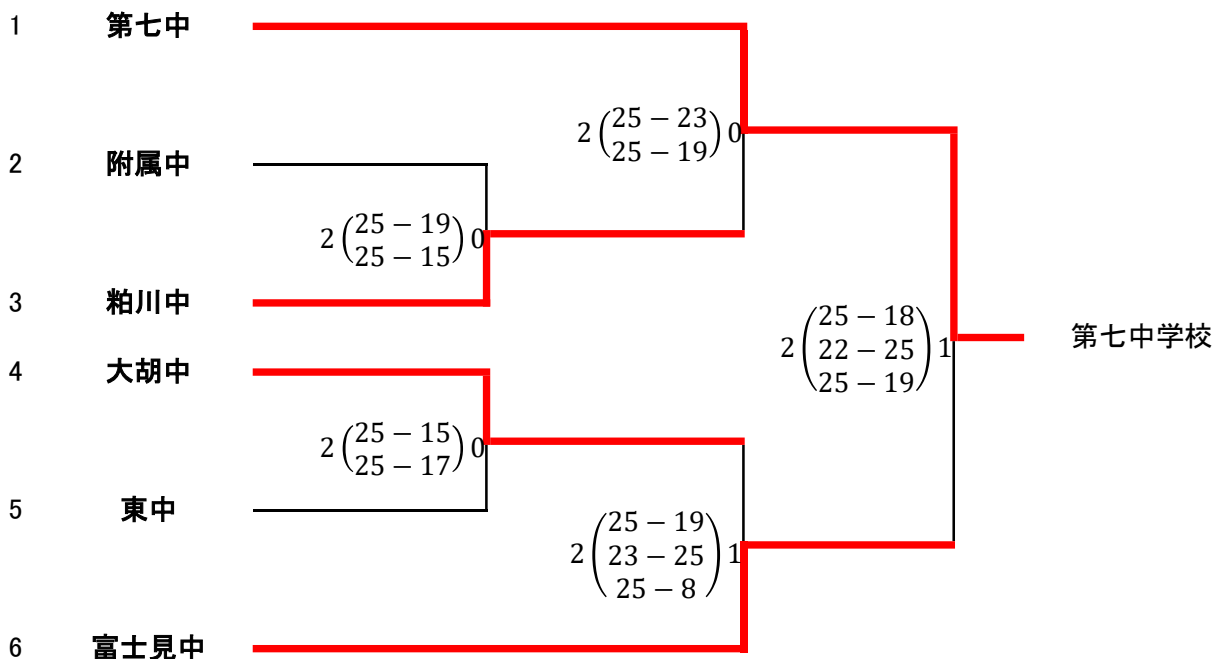 1 第七中
2 (25 - 23) 0
25 - 19
2 附属中
2 (25 - 19) 0
25 - 15
3 粕川中
2 (25 - 18) 1
22 - 25
25 - 19
第七中学校
4 大胡中
2 (25 - 15) 0
25 - 17
5 東中
2 (25 - 19) 1
23 - 25
25 - 8
6 富士見中